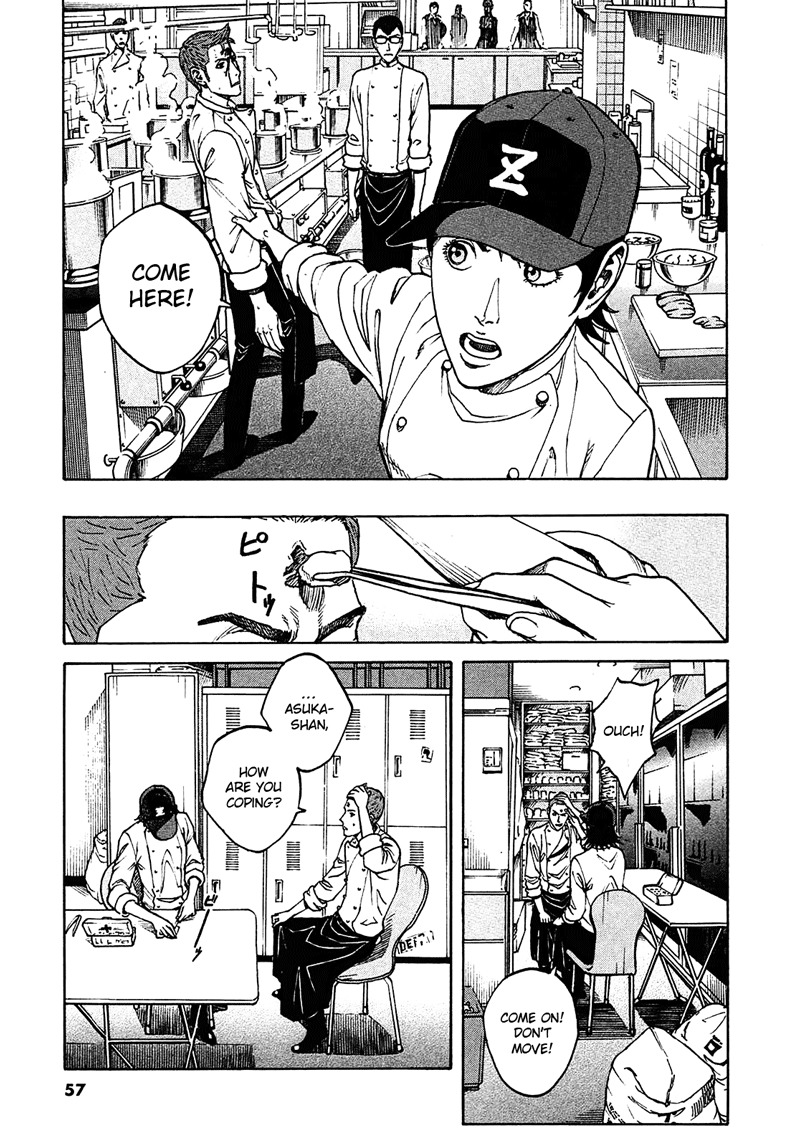 Z
COME
HERE!
ピ
トッ
...
ASUKA-
SHAN,
HOW
ARE YOU
COPING?
OUCH!
COME ON!
DON'T
MOVE!
57